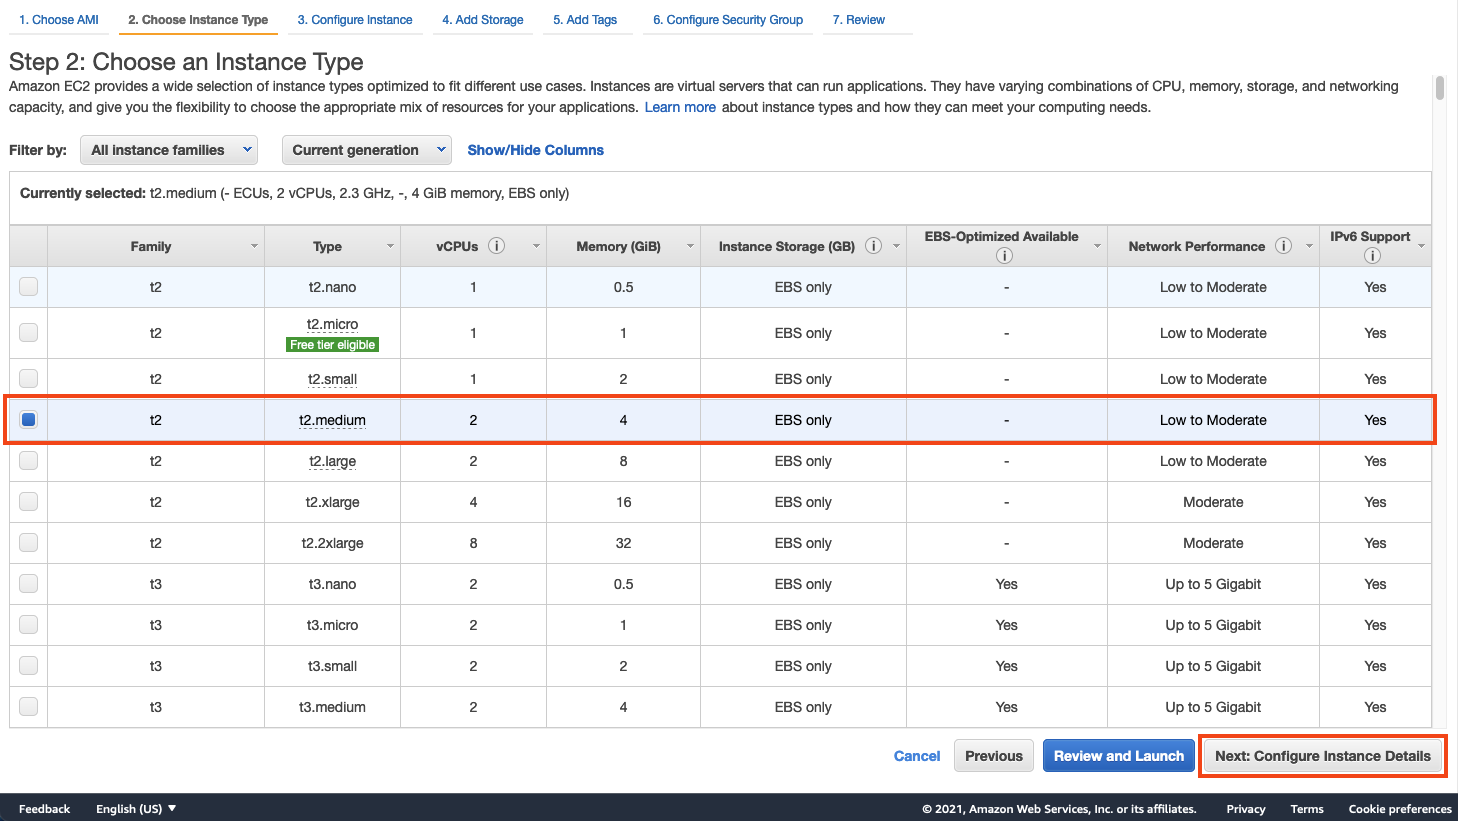 1. Choose AMI 2. Choose Instance Type 3. Configure Instance 4. Add Storage 5. Add Tags 6. Configure Security Group 7. Review
Step 2: Choose an Instance Type
Amazon EC2 provides a wide selection of instance types optimized to fit different use cases. Instances are virtual servers that can run applications. They have varying combinations of CPU, memory, storage, and networking
capacity, and give you the flexibility to choose the appropriate mix of resources for your applications. Learn more about instance types and how they can meet your computing needs.
Filter by: All instance families Current generation Show/Hide Columns
Currently selected: t2.medium (- ECUs, 2 vCPUs, 2.3 GHz, -, 4 GiB memory, EBS only)
Family Type vCPUs i Memory (GiB) Instance Storage (GB) i EBS-Optimized Available i Network Performance i IPv6 Support i
t2 t2.nano 1 0.5 EBS only - Low to Moderate Yes
t2 t2.micro 1 1 EBS only - Low to Moderate Yes
Free tier eligible
t2 t2.small 1 2 EBS only - Low to Moderate Yes
t2 t2.medium 2 4 EBS only - Low to Moderate Yes
t2 t2.large 2 8 EBS only - Low to Moderate Yes
t2 t2.xlarge 4 16 EBS only - Moderate Yes
t2 t2.2xlarge 8 32 EBS only - Moderate Yes
t3 t3.nano 2 0.5 EBS only Yes Up to 5 Gigabit Yes
t3 t3.micro 2 1 EBS only Yes Up to 5 Gigabit Yes
t3 t3.small 2 2 EBS only Yes Up to 5 Gigabit Yes
t3 t3.medium 2 4 EBS only Yes Up to 5 Gigabit Yes
Cancel Previous Review and Launch Next: Configure Instance Details
Feedback English (US) © 2021, Amazon Web Services, Inc. or its affiliates. Privacy Terms Cookie preferences